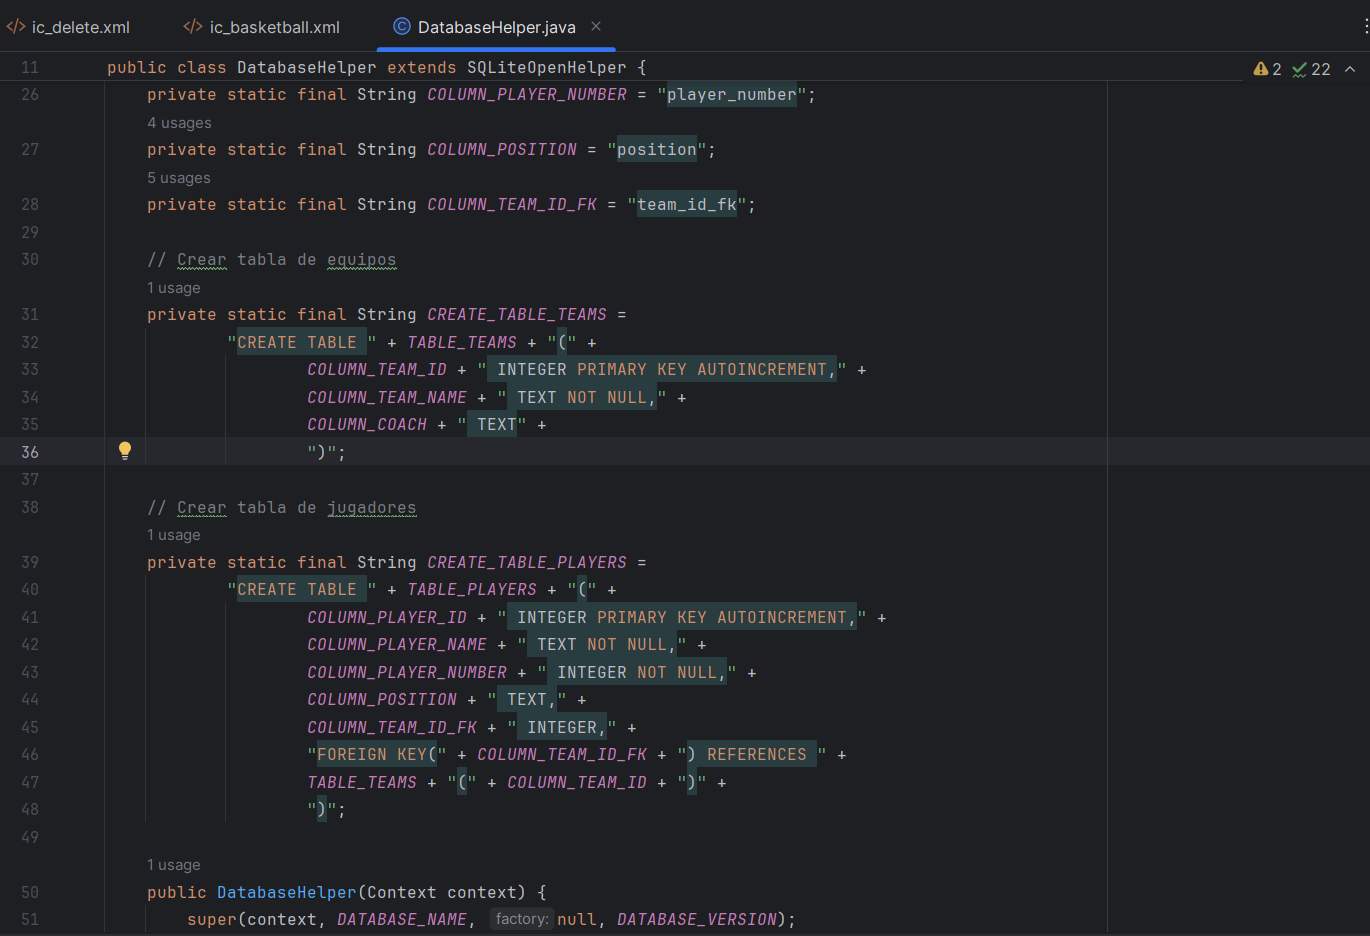 ic_delete.xml ic_basketball.xml DatabaseHelper.java
11 public class DatabaseHelper extends SQLiteOpenHelper { 2 22
26 private static final String COLUMN_PLAYER_NUMBER = "player_number";
4 usages
27 private static final String COLUMN_POSITION = "position";
5 usages
28 private static final String COLUMN_TEAM_ID_FK = "team_id_fk";
29
30 // Crear tabla de equipos
1 usage
31 private static final String CREATE_TABLE_TEAMS =
32 "CREATE TABLE " + TABLE_TEAMS + "(" +
33 COLUMN_TEAM_ID + " INTEGER PRIMARY KEY AUTOINCREMENT," +
34 COLUMN_TEAM_NAME + " TEXT NOT NULL," +
35 COLUMN_COACH + " TEXT" +
36 ")";
37
38 // Crear tabla de jugadores
1 usage
39 private static final String CREATE_TABLE_PLAYERS =
40 "CREATE TABLE " + TABLE_PLAYERS + "(" +
41 COLUMN_PLAYER_ID + " INTEGER PRIMARY KEY AUTOINCREMENT," +
42 COLUMN_PLAYER_NAME + " TEXT NOT NULL," +
43 COLUMN_PLAYER_NUMBER + " INTEGER NOT NULL," +
44 COLUMN_POSITION + " TEXT," +
45 COLUMN_TEAM_ID_FK + " INTEGER," +
46 "FOREIGN KEY(" + COLUMN_TEAM_ID_FK + ") REFERENCES " +
47 TABLE_TEAMS + "(" + COLUMN_TEAM_ID + ")" +
48 ")";
49
1 usage
50 public DatabaseHelper(Context context) {
51 super(context, DATABASE_NAME, factory: null, DATABASE_VERSION);